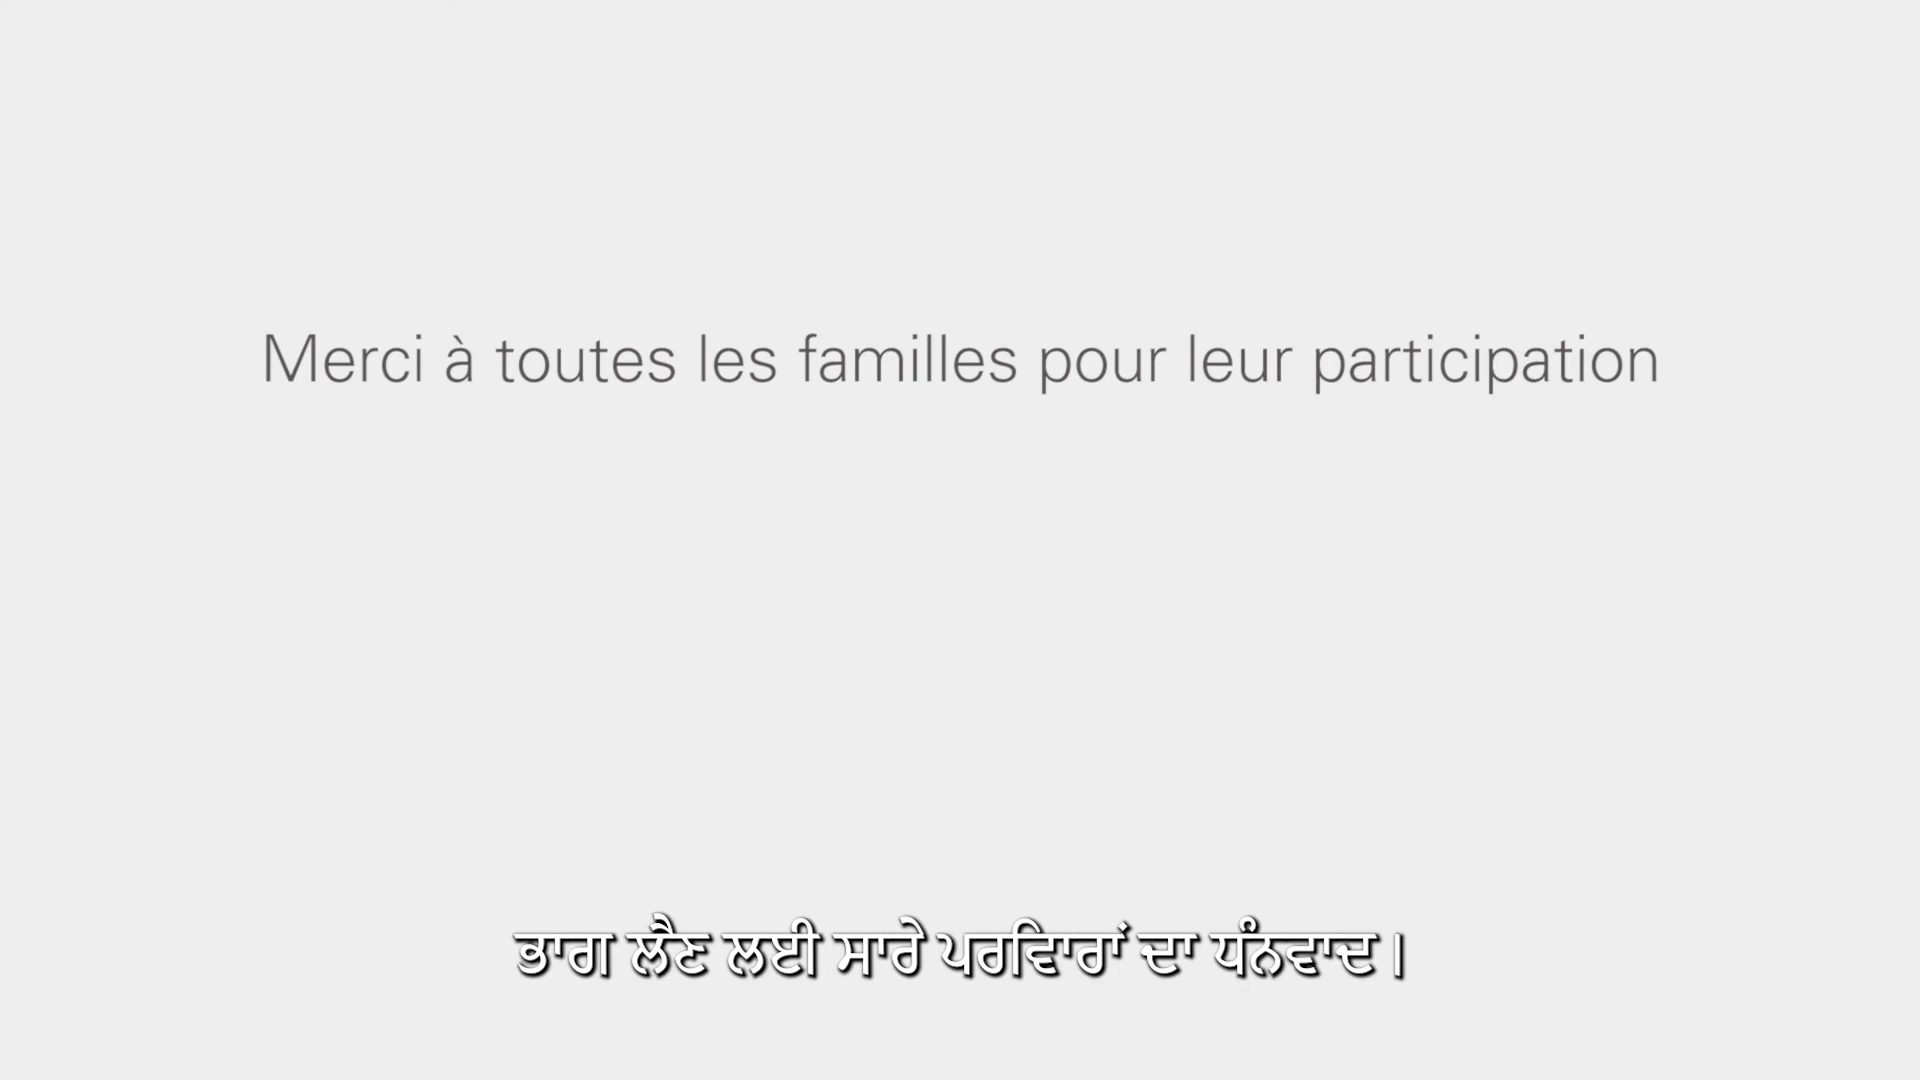 Merci à toutes les familles pour leur participation
ਭਾਗ ਲੈਣ ਲਈ ਸਾਰੇ ਪਰਿਵਾਰਾਂ ਦਾ ਧੰਨਵਾਦ।